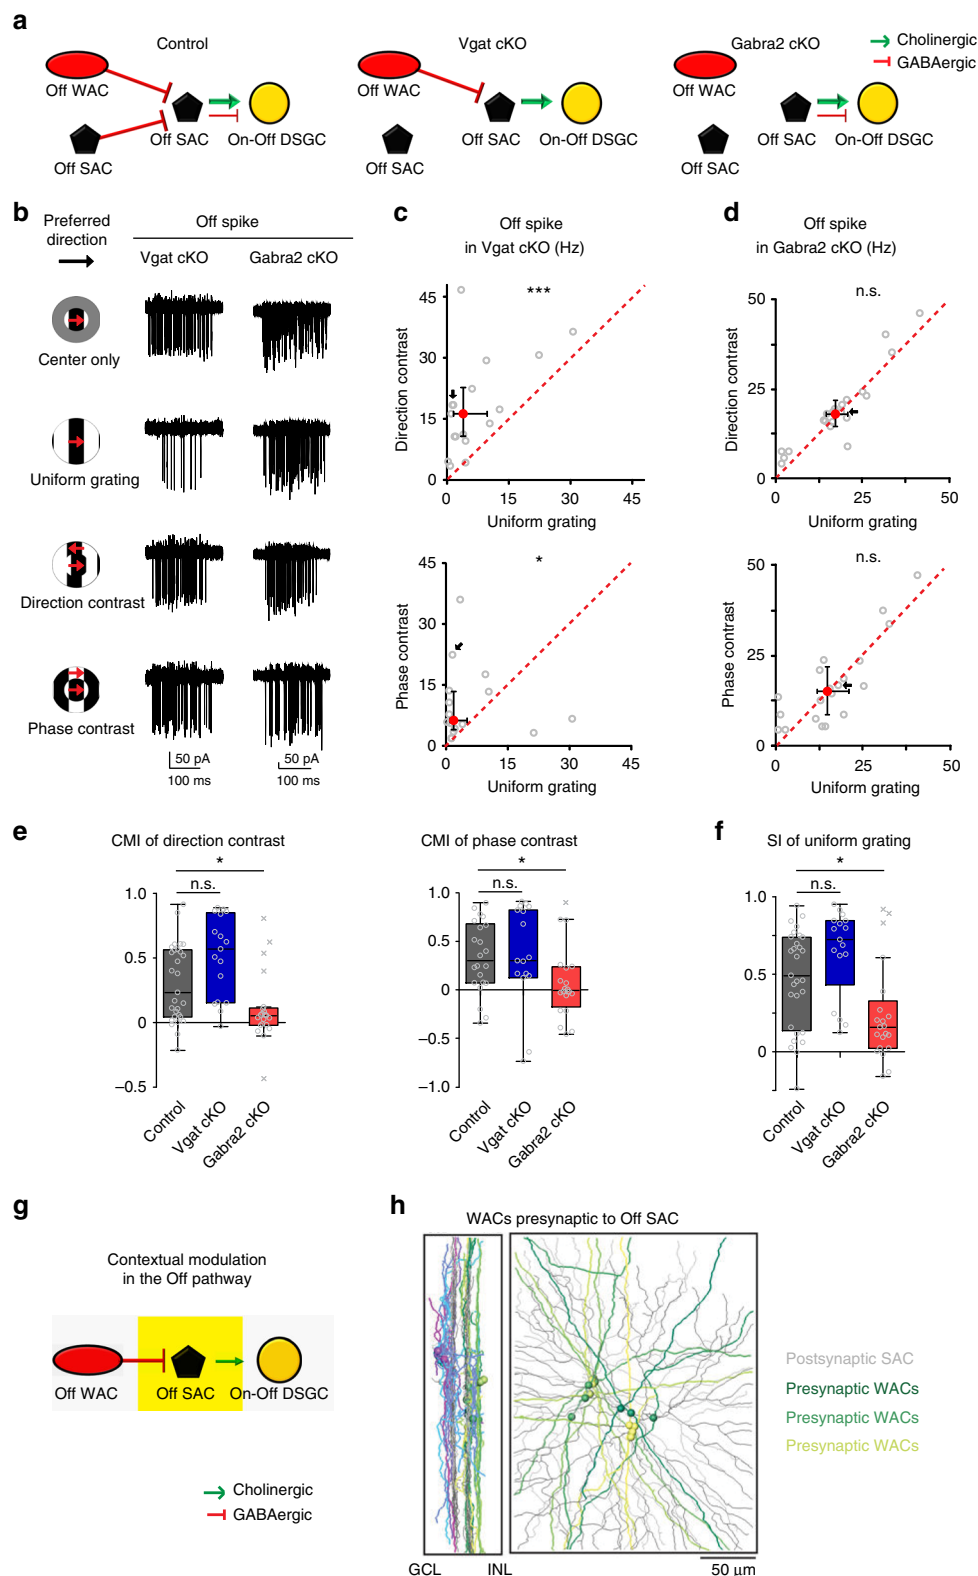 a
Control
Vgat cKO
Gabra2 cKO
Cholinergic
GABAergic
Off WAC
Off SAC
Off SAC
On-Off DSGC
Off WAC
Off SAC
Off SAC
On-Off DSGC
Off WAC
Off SAC
Off SAC
On-Off DSGC
b
Preferred
direction
Off spike
Vgat cKO
Gabra2 cKO
Center only
Uniform grating
Direction contrast
Phase contrast
50 pA
100 ms
50 pA
100 ms
c
Off spike
in Vgat cKO (Hz)
***
45
30
15
0
0
15
30
45
Direction contrast
Uniform grating
*
45
30
15
0
0
15
30
45
Phase contrast
Uniform grating
d
Off spike
in Gabra2 cKO (Hz)
n.s.
50
25
0
0
25
50
Direction contrast
Uniform grating
n.s.
50
25
0
0
25
50
Phase contrast
Uniform grating
e
CMI of direction contrast
*
n.s.
1.0
0.5
0
–0.5
Control
Vgat cKO
Gabra2 cKO
CMI of phase contrast
*
n.s.
1.0
0.5
0
–0.5
–1.0
Control
Vgat cKO
Gabra2 cKO
f
SI of uniform grating
*
n.s.
1.0
0.5
0
Control
Vgat cKO
Gabra2 cKO
g
Contextual modulation
in the Off pathway
Off WAC
Off SAC
On-Off DSGC
Cholinergic
GABAergic
h
WACs presynaptic to Off SAC
Postsynaptic SAC
Presynaptic WACs
Presynaptic WACs
Presynaptic WACs
GCL
INL
50 μm